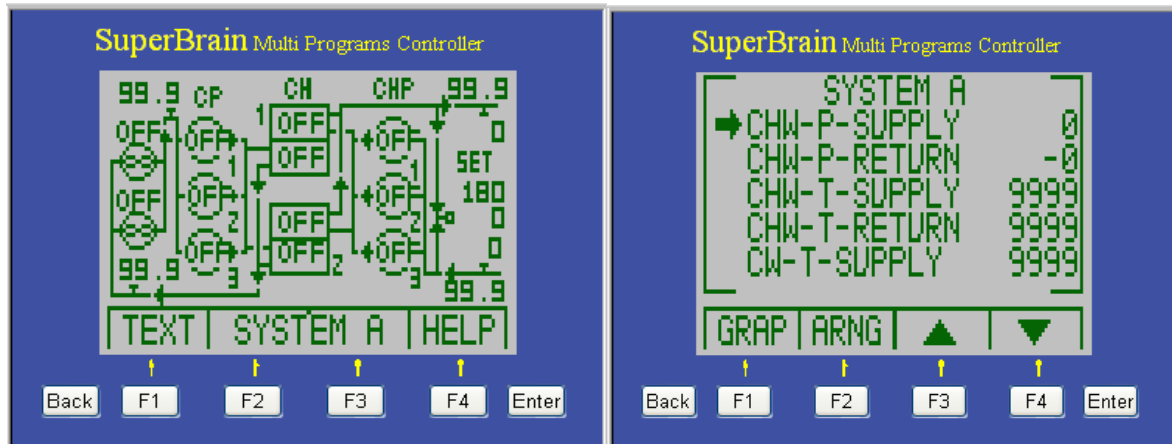 SuperBrain Multi Programs Controller
99.9 CP CH CHP 99.9
1
OFF OFF OFF OFF 0
OFF SET
1 1
OFF OFF OFF 180
2 OFF 2 0
OFF OFF OFF 0
99.9 3 2 3 99.9
TEXT SYSTEM A HELP
Back F1 F2 F3 F4 Enter
SuperBrain Multi Programs Controller
SYSTEM A
CHW-P-SUPPLY 0
CHW-P-RETURN -0
CHW-T-SUPPLY 9999
CHW-T-RETURN 9999
CW-T-SUPPLY 9999
GRAP ARNG
Back F1 F2 F3 F4 Enter